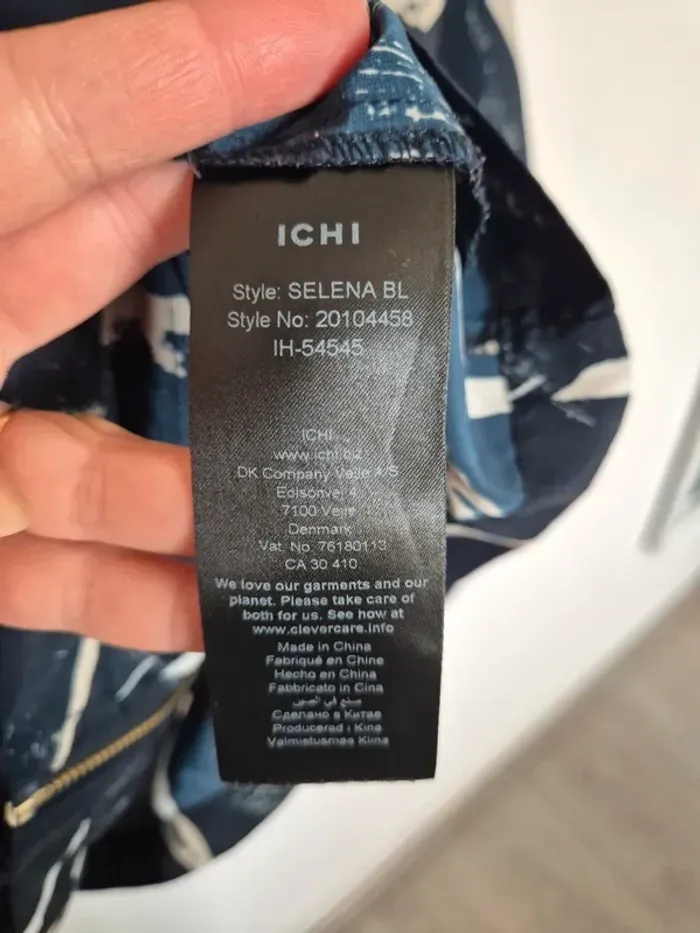 ICHI
Style: SELENA BL
Style No: 20104458
IH-54545
ICHI
www.ichi.biz
DK Company Vejle A/S
Edisonvej 4
7100 Vejle
Denmark
Vat. No. 76180113
CA 30 410
We love our garments and our
planet. Please take care of
both for us. See how at
www.clevercare.info
Made in China
Fabriqué en Chine
Hecho en China
Fabbricato in Cina
صنع في الصين
Сделано в Китае
Producerad i Kina
Valmistusmaa Kiina